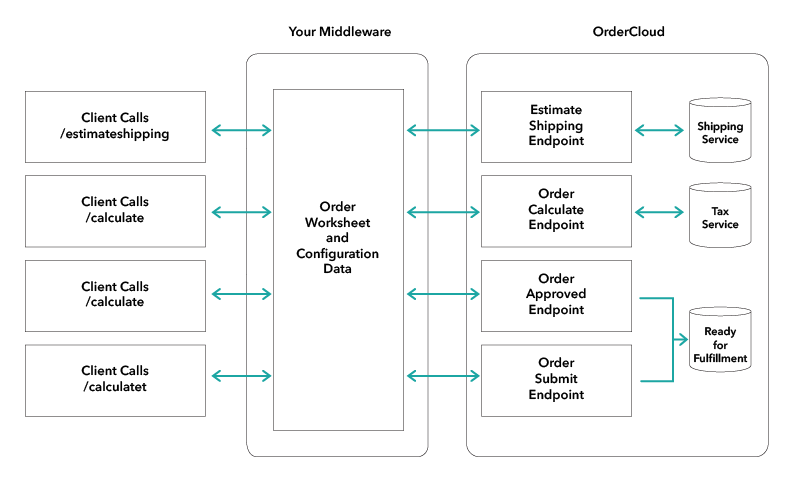 Your Middleware
OrderCloud
Client Calls
/estimateshipping
Client Calls
/calculate
Client Calls
/calculate
Client Calls
/calculatet
Order
Worksheet
and
Configuration
Data
Estimate
Shipping
Endpoint
Order
Calculate
Endpoint
Order
Approved
Endpoint
Order
Submit
Endpoint
Shipping
Service
Tax
Service
Ready
for
Fulfillment